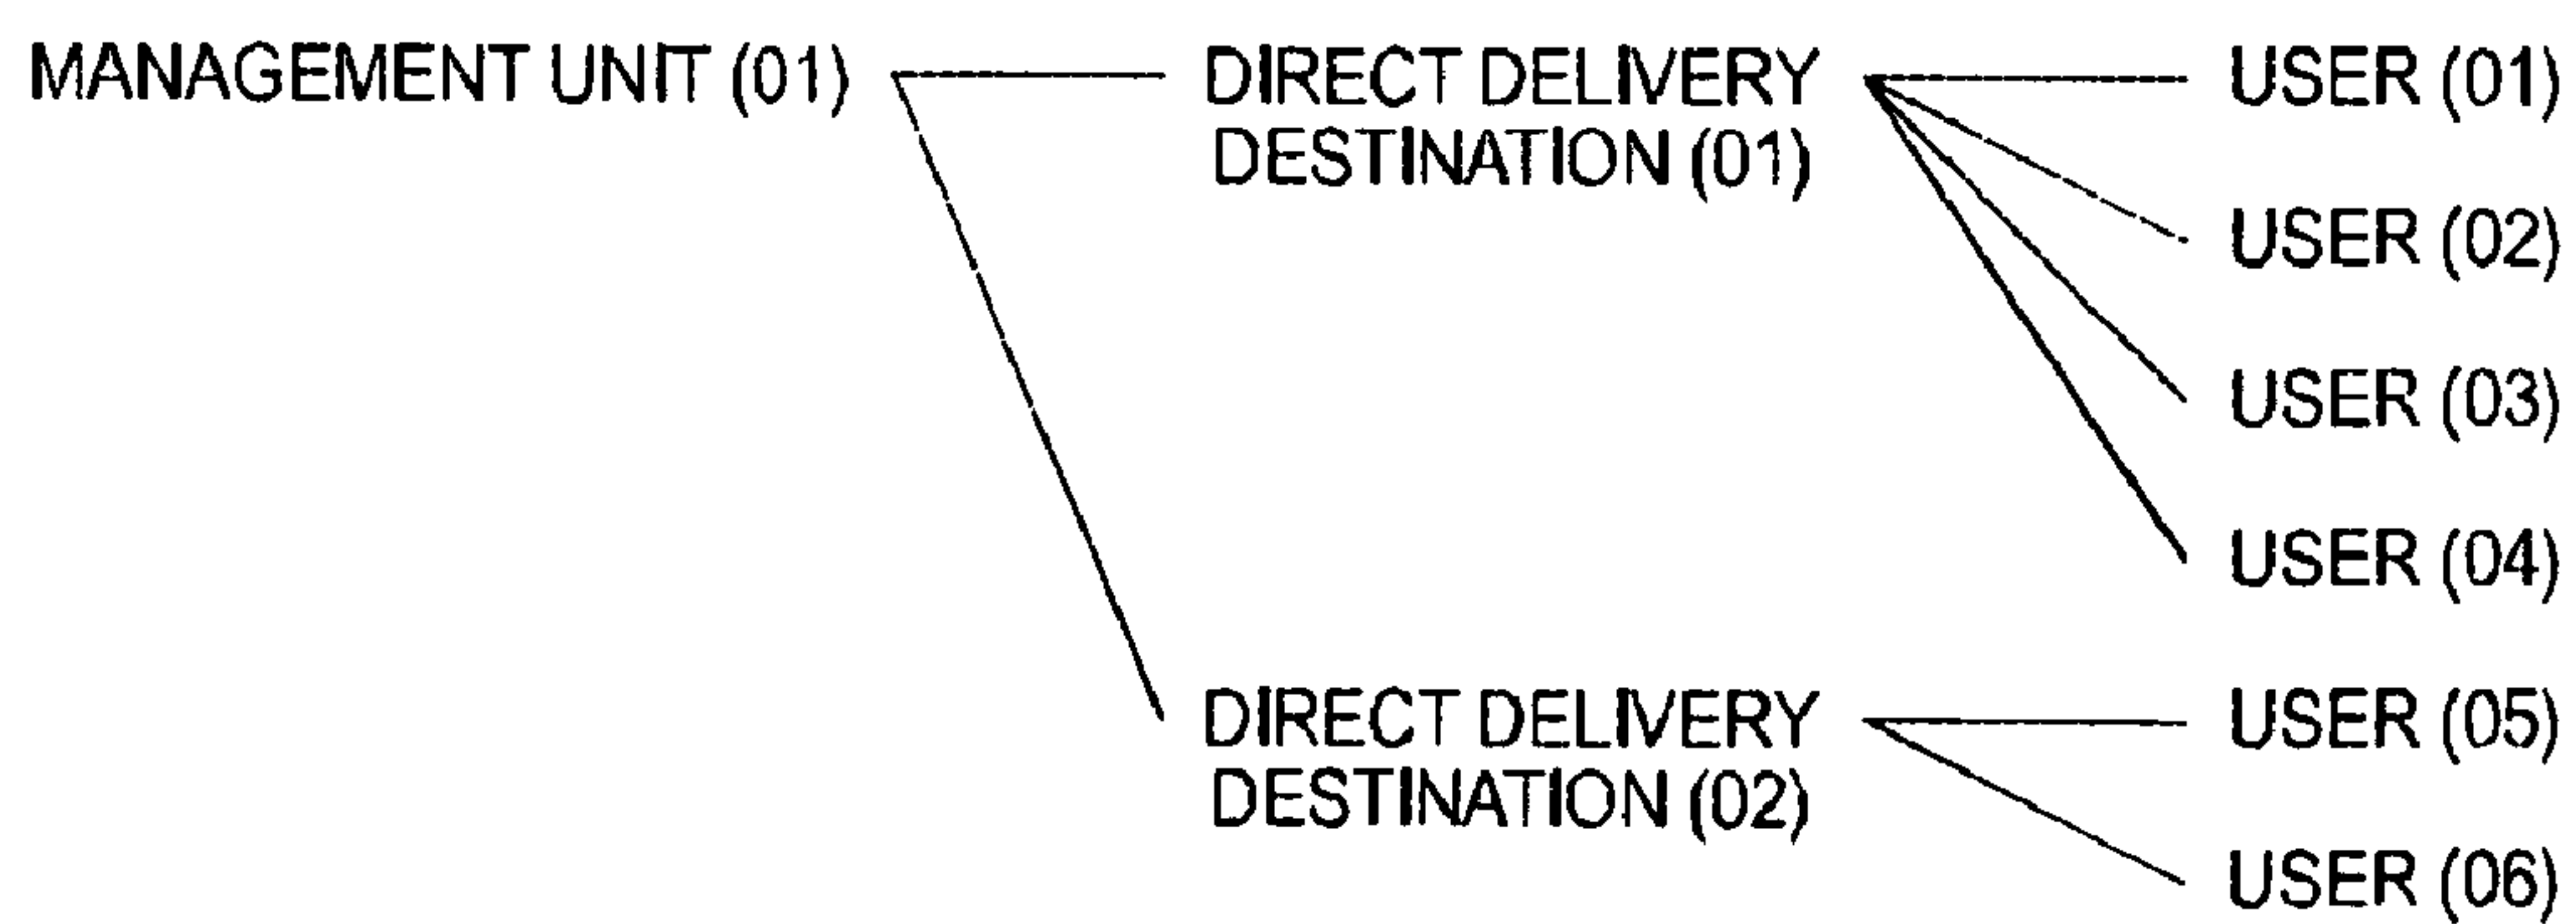 MANAGEMENT UNIT (01)
DIRECT DELIVERY
DESTINATION (01)
USER (01)
USER (02)
USER (03)
USER (04)
DIRECT DELIVERY
DESTINATION (02)
USER (05)
USER (06)